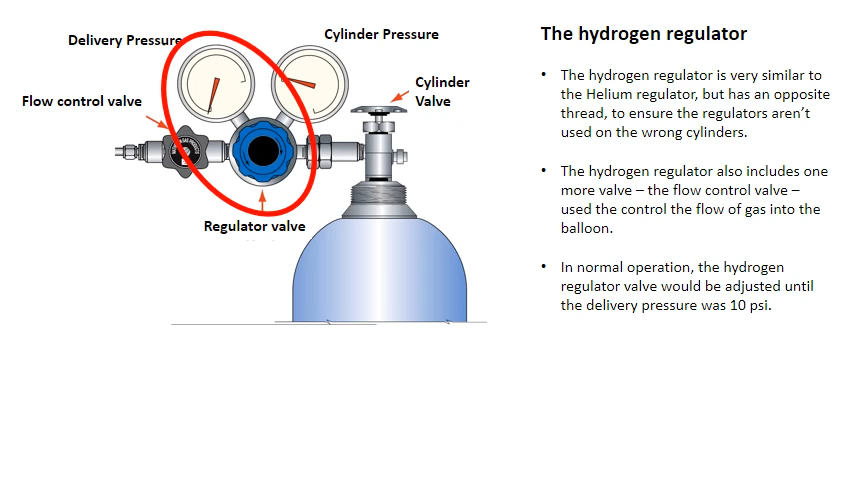 The hydrogen regulator
Delivery Pressure
Cylinder Pressure
Cylinder
Valve
Flow control valve
Regulator valve
• The hydrogen regulator is very similar to
the Helium regulator, but has an opposite
thread, to ensure the regulators aren’t
used on the wrong cylinders.
• The hydrogen regulator also includes one
more valve – the flow control valve –
used the control the flow of gas into the
balloon.
• In normal operation, the hydrogen
regulator valve would be adjusted until
the delivery pressure was 10 psi.